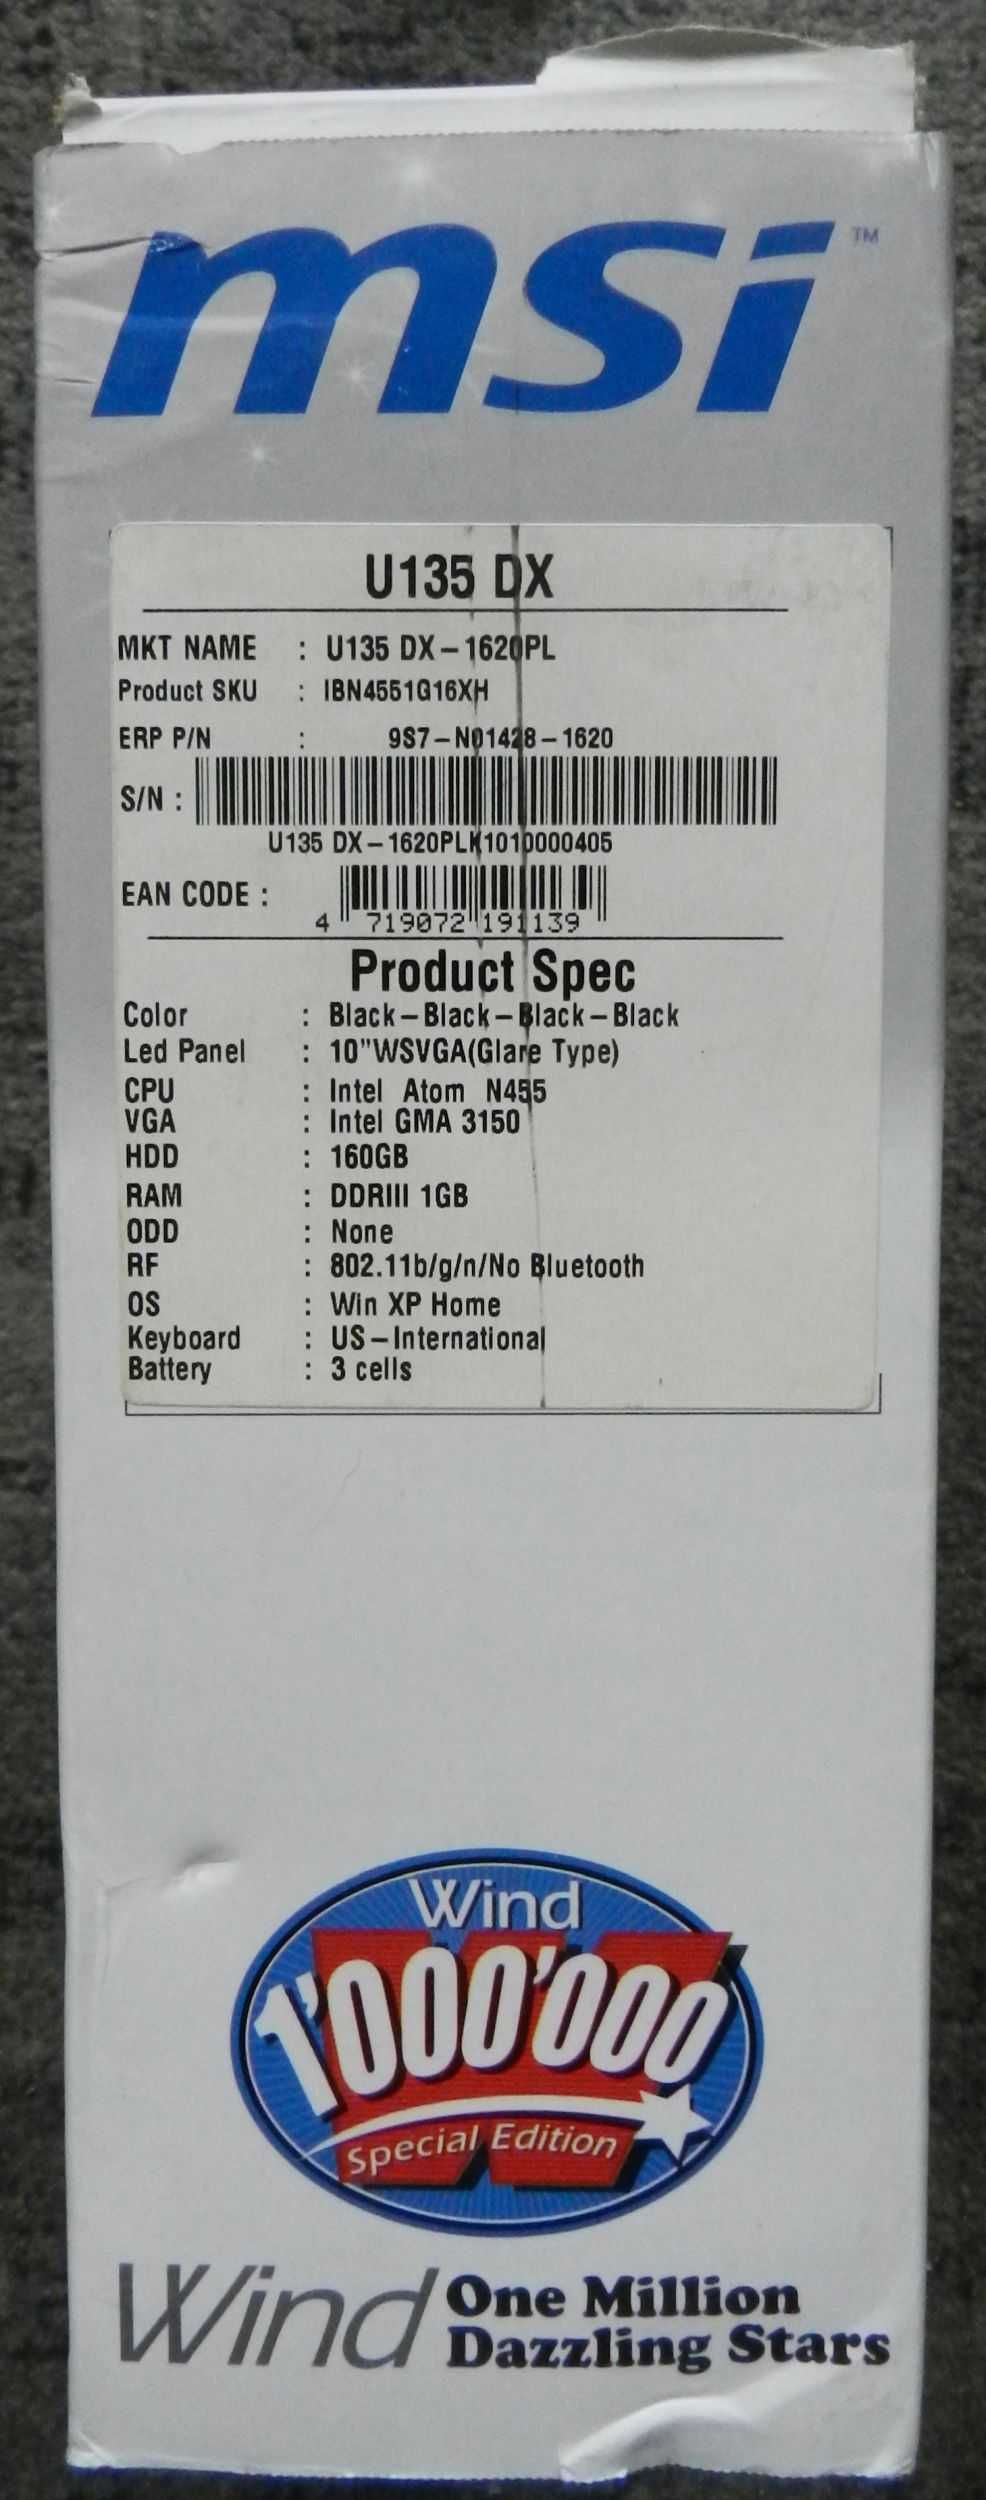 msi™
U135 DX
MKT NAME : U135 DX-1620PL
Product SKU : IBN4551G16XH
ERP P/N : 9S7-N01428-1620
S/N :
U135 DX-1620PLK1010000405
EAN CODE :
4 719072 191139
Product Spec
Color : Black-Black-Black-Black
Led Panel : 10"WSVGA(Glare Type)
CPU : Intel Atom N455
VGA : Intel GMA 3150
HDD : 160GB
RAM : DDRIII 1GB
ODD : None
RF : 802.11b/g/n/No Bluetooth
OS : Win XP Home
Keyboard : US-International
Battery : 3 cells
Wind
1'000'000
Special Edition
Wind One Million
Dazzling Stars